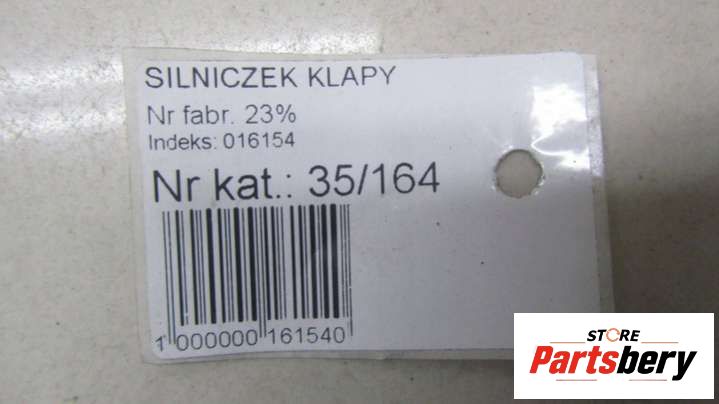 SILNICZEK KLAPY
Nr fabr. 23%
Indeks: 016154
Nr kat.: 35/164
1 000000 161540
STORE
Partsbery